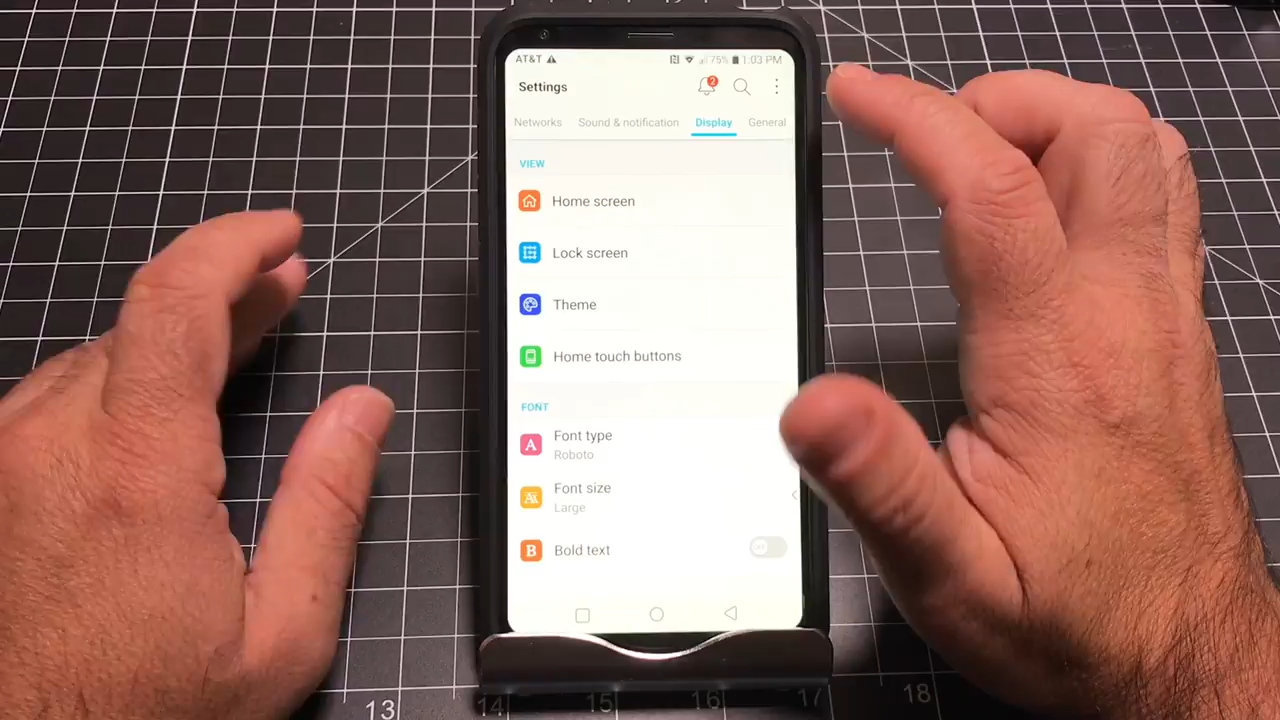 AT&T 75% 1:03 PM
Settings 2
Networks Sound & notification Display General
VIEW
Home screen
Lock screen
Theme
Home touch buttons
FONT
A Font type
Roboto
Font size
Large
B Bold text
13 14 15 16 17 18